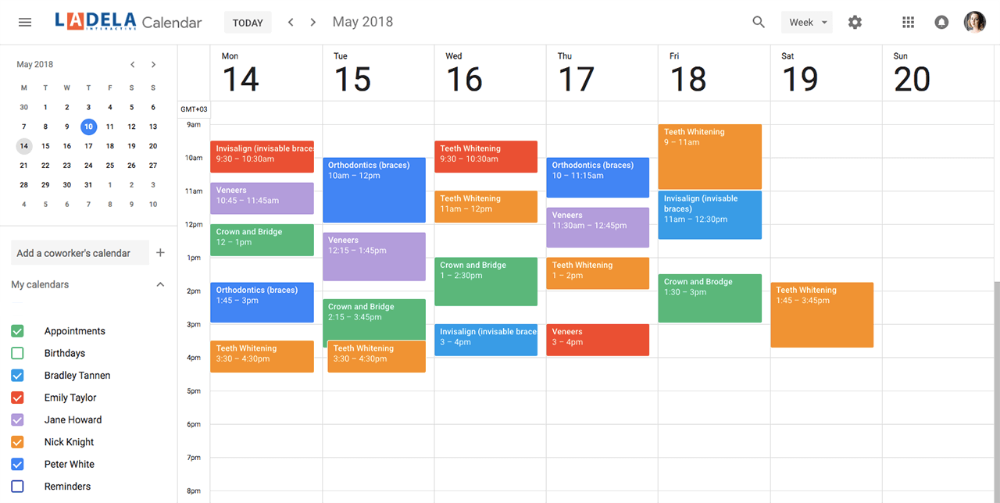 LADELA Calendar TODAY May 2018 Week
INTERACTIVE
May 2018
M T W T F S S
30 1 2 3 4 5 6
7 8 9 10 11 12 13
14 15 16 17 18 19 20
21 22 23 24 25 26 27
28 29 30 31 1 2 3
4 5 6 7 8 9 10
Add a coworker's calendar
My calendars
Appointments
Birthdays
Bradley Tannen
Emily Taylor
Jane Howard
Nick Knight
Peter White
Reminders
GMT+03
9am
10am
11am
12pm
1pm
2pm
3pm
4pm
5pm
6pm
7pm
8pm
Mon
14
Invisalign (invisable brace
9:30 – 10:30am
Veneers
10:45 – 11:45am
Crown and Bridge
12 – 1pm
Orthodontics (braces)
1:45 – 3pm
Teeth Whitening
3:30 – 4:30pm
Tue
15
Orthodontics (braces)
10am – 12pm
Veneers
12:15 – 1:45pm
Crown and Bridge
2:15 – 3:45pm
Teeth Whitening
3:30 – 4:30pm
Wed
16
Teeth Whitening
9:30 – 10:30am
Teeth Whitening
11am – 12pm
Crown and Bridge
1 – 2:30pm
Invisalign (invisable brace
3 – 4pm
Thu
17
Orthodontics (braces)
10 – 11:15am
Veneers
11:30am – 12:45pm
Teeth Whitening
1 – 2pm
Veneers
3 – 4pm
Fri
18
Teeth Whitening
9 – 11am
Invisalign (invisable
braces)
11am – 12:30pm
Crown and Brodge
1:30 – 3pm
Sat
19
Teeth Whitening
1:45 – 3:45pm
Sun
20